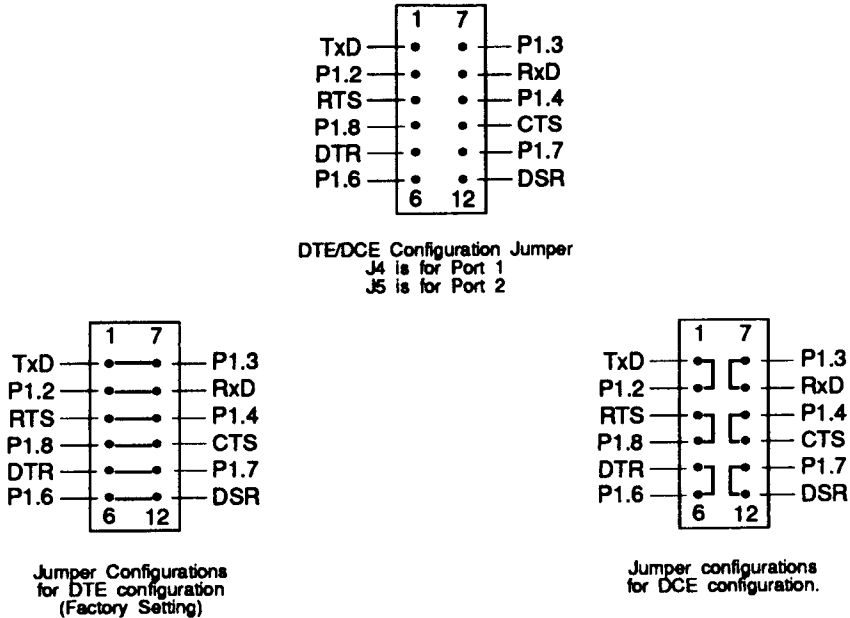 1 7
TxD P1.3
P1.2 RxD
RTS P1.4
P1.8 CTS
DTR P1.7
P1.6 DSR
6 12
DTE/DCE Configuration Jumper
J4 is for Port 1
J5 is for Port 2
1 7
TxD P1.3
P1.2 RxD
RTS P1.4
P1.8 CTS
DTR P1.7
P1.6 DSR
6 12
Jumper Configurations
for DTE configuration
(Factory Setting)
1 7
TxD P1.3
P1.2 RxD
RTS P1.4
P1.8 CTS
DTR P1.7
P1.6 DSR
6 12
Jumper configurations
for DCE configuration.